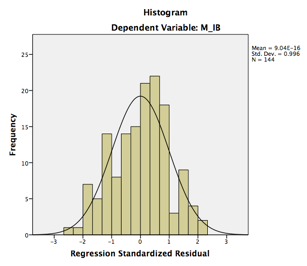 Histogram
Dependent Variable: M_IB
Mean = 9.04E-16
Std. Dev. = 0.996
N = 144
Frequency
25
20
15
10
5
0
-3 -2 -1 0 1 2 3
Regression Standardized Residual